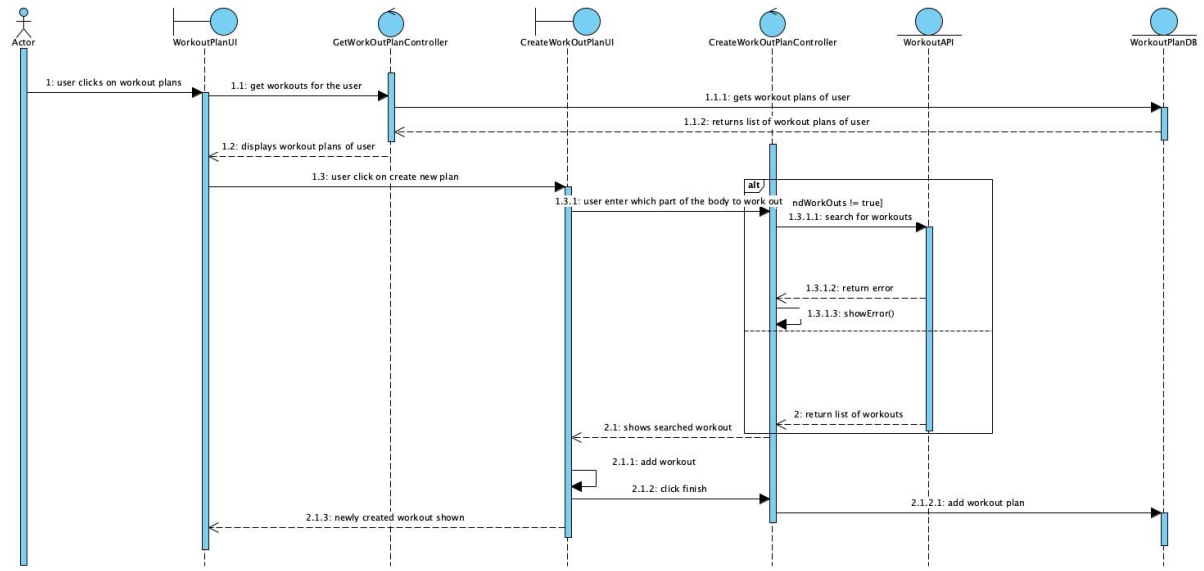 Actor
WorkoutPlanUI
GetWorkOutPlanController
CreateWorkOutPlanUI
CreateWorkOutPlanController
WorkoutAPI
WorkoutPlanDB
1: user clicks on workout plans
1.1: get workouts for the user
1.1.1: gets workout plans of user
1.1.2: returns list of workout plans of user
1.2: displays workout plans of user
1.3: user click on create new plan
alt
1.3.1: user enter which part of the body to work out
ndWorkOuts != true]
1.3.1.1: search for workouts
1.3.1.2: return error
1.3.1.3: showError()
2: return list of workouts
2.1: shows searched workout
2.1.1: add workout
2.1.2: click finish
2.1.2.1: add workout plan
2.1.3: newly created workout shown